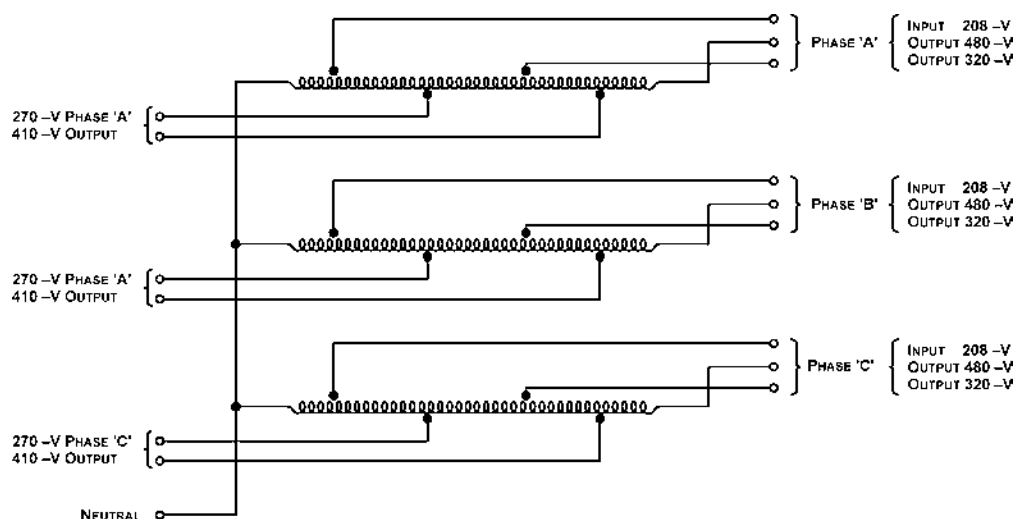 PHASE 'A'
INPUT 208 –V
OUTPUT 480 –V
OUTPUT 320 –V
270 –V PHASE 'A'
410 –V OUTPUT
PHASE 'B'
INPUT 208 –V
OUTPUT 480 –V
OUTPUT 320 –V
270 –V PHASE 'A'
410 –V OUTPUT
PHASE 'C'
INPUT 208 –V
OUTPUT 480 –V
OUTPUT 320 –V
270 –V PHASE 'C'
410 –V OUTPUT
NEUTRAL